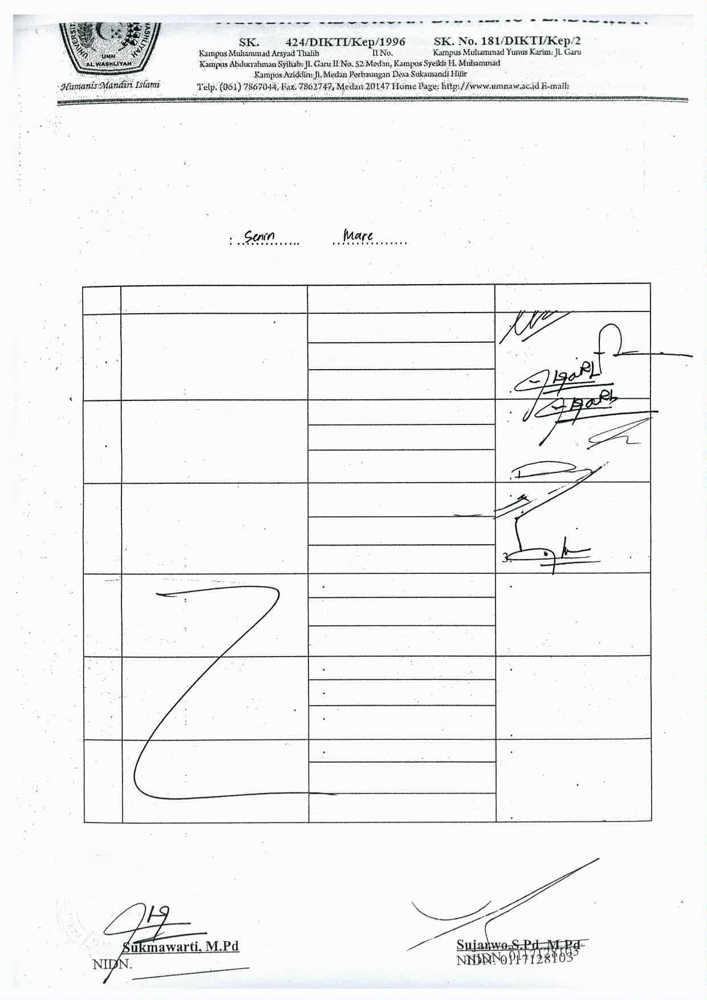 UMN
AL WASHLIYAH
Humanis Mandiri Islami
SK. 424/DIKTI/Kep/1996 SK. No. 181/DIKTI/Kep/2
Kampus Muhammad Arsyad Thalib II No. Kampus Muhammad Yunus Karim: Jl. Garu
Kampus Abdurrahman Syihab: Jl. Garu II No. 52 Medan, Kampus Syeikh H. Muhammad
Kampus Aziddin: Jl. Medan Perbaungan Desa Sukamandi Hilir
Telp. (061) 7867044, Fax. 7862747, Medan 20147 Home Page: http://www.umnaw.ac.id E-mail:
: Senin Mare
3.
Sukmawarti, M.Pd
NIDN.
Sujarwo.S.Pd, M.Pd
NIDN. 0117128103